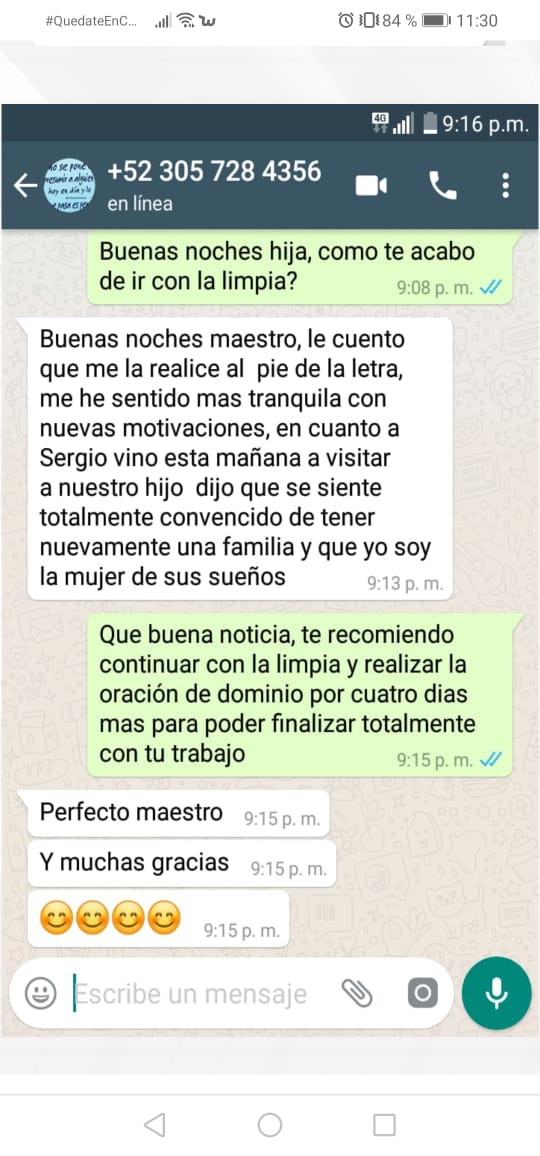 #QuedateEnC...
84 %
11:30
4G
9:16 p.m.
+52 305 728 4356
en línea
Buenas noches hija, como te acabo
de ir con la limpia?
9:08 p. m.
Buenas noches maestro, le cuento
que me la realice al pie de la letra,
me he sentido mas tranquila con
nuevas motivaciones, en cuanto a
Sergio vino esta mañana a visitar
a nuestro hijo dijo que se siente
totalmente convencido de tener
nuevamente una familia y que yo soy
la mujer de sus sueños
9:13 p. m.
Que buena noticia, te recomiendo
continuar con la limpia y realizar la
oración de dominio por cuatro dias
mas para poder finalizar totalmente
con tu trabajo
9:15 p. m.
Perfecto maestro
9:15 p. m.
Y muchas gracias
9:15 p. m.
9:15 p. m.
Escribe un mensaje